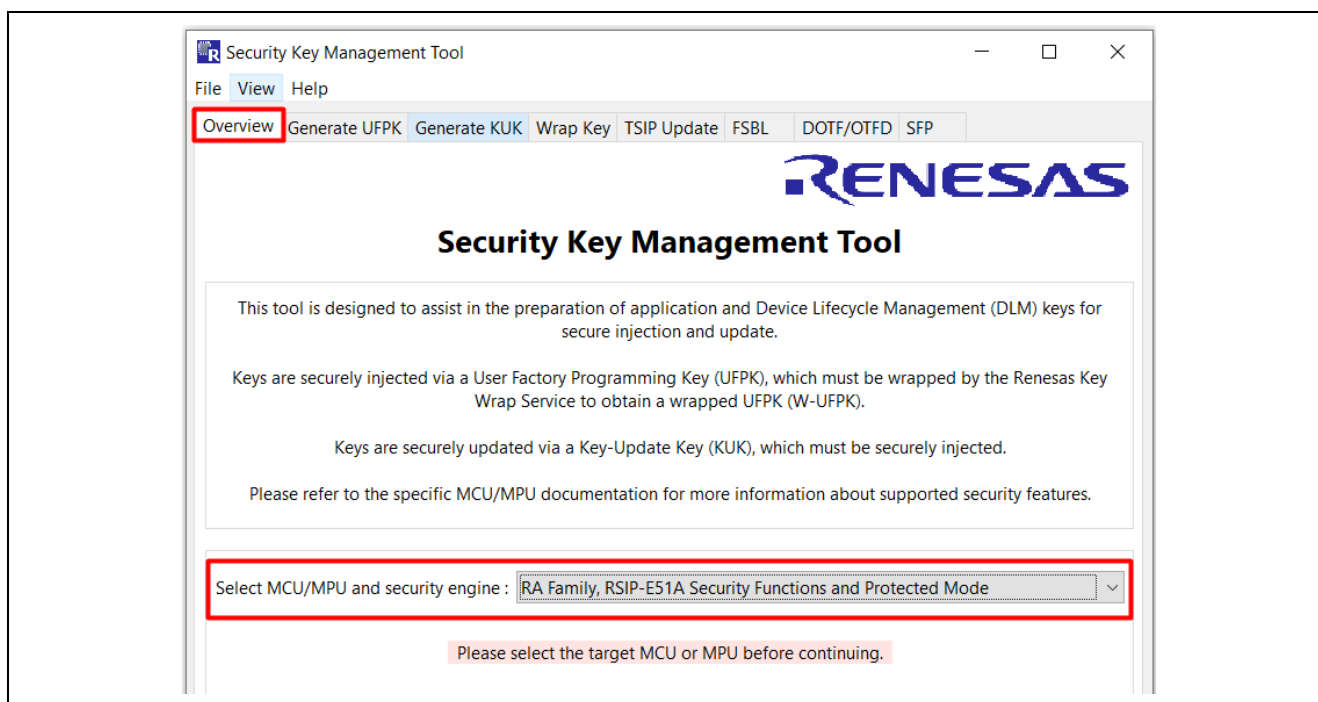 Security Key Management Tool
File View Help
Overview Generate UFPK Generate KUK Wrap Key TSIP Update FSBL DOTF/OTFD SFP
RENESAS
Security Key Management Tool
This tool is designed to assist in the preparation of application and Device Lifecycle Management (DLM) keys for
secure injection and update.
Keys are securely injected via a User Factory Programming Key (UFPK), which must be wrapped by the Renesas Key
Wrap Service to obtain a wrapped UFPK (W-UFPK).
Keys are securely updated via a Key-Update Key (KUK), which must be securely injected.
Please refer to the specific MCU/MPU documentation for more information about supported security features.
Select MCU/MPU and security engine : RA Family, RSIP-E51A Security Functions and Protected Mode
Please select the target MCU or MPU before continuing.